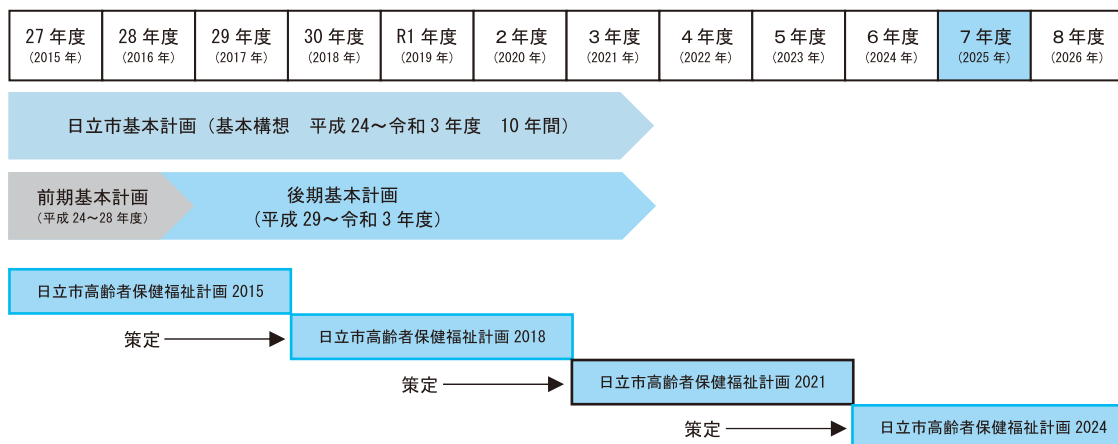 27 年度 28 年度 29 年度 30 年度 R1 年度 2 年度 3 年度 4 年度 5 年度 6 年度 7 年度 8 年度
(2015 年) (2016 年) (2017 年) (2018 年) (2019 年) (2020 年) (2021 年) (2022 年) (2023 年) (2024 年) (2025 年) (2026 年)
日立市基本計画（基本構想　平成 24～令和 3 年度　10 年間）
前期基本計画
（平成 24～28 年度）
後期基本計画
（平成 29～令和 3 年度）
日立市高齢者保健福祉計画 2015
策定
日立市高齢者保健福祉計画 2018
策定
日立市高齢者保健福祉計画 2021
策定
日立市高齢者保健福祉計画 2024